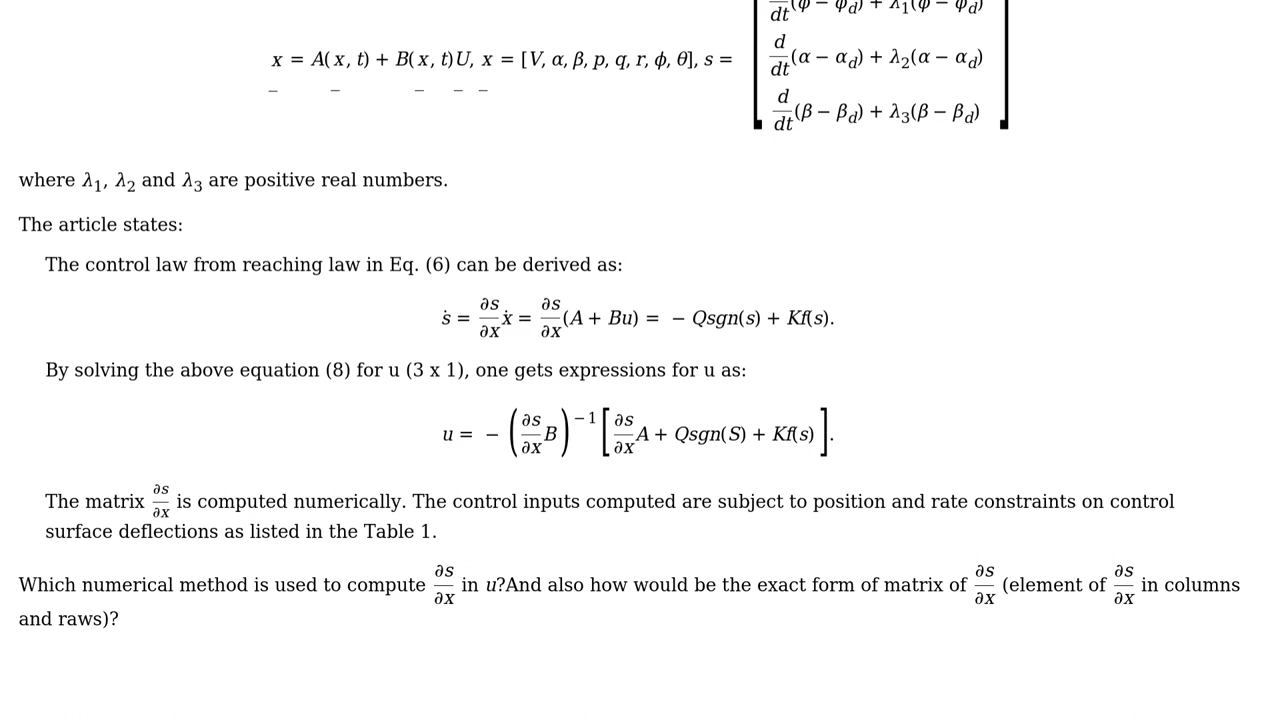 d/dt(φ − φ_d) + λ₁(φ − φ_d)
x = A(x, t) + B(x, t)U, x = [V, α, β, p, q, r, ϕ, θ], s =
d/dt(α − α_d) + λ₂(α − α_d)
d/dt(β − β_d) + λ₃(β − β_d)
where λ₁, λ₂ and λ₃ are positive real numbers.
The article states:
The control law from reaching law in Eq. (6) can be derived as:
ṡ = ∂s/∂x ẋ = ∂s/∂x (A + Bu) = − Qsgn(s) + Kf(s).
By solving the above equation (8) for u (3 x 1), one gets expressions for u as:
u = − (∂s/∂x B)⁻¹ [∂s/∂x A + Qsgn(S) + Kf(s)].
The matrix ∂s/∂x is computed numerically. The control inputs computed are subject to position and rate constraints on control
surface deflections as listed in the Table 1.
Which numerical method is used to compute ∂s/∂x in u?And also how would be the exact form of matrix of ∂s/∂x (element of ∂s/∂x in columns
and raws)?